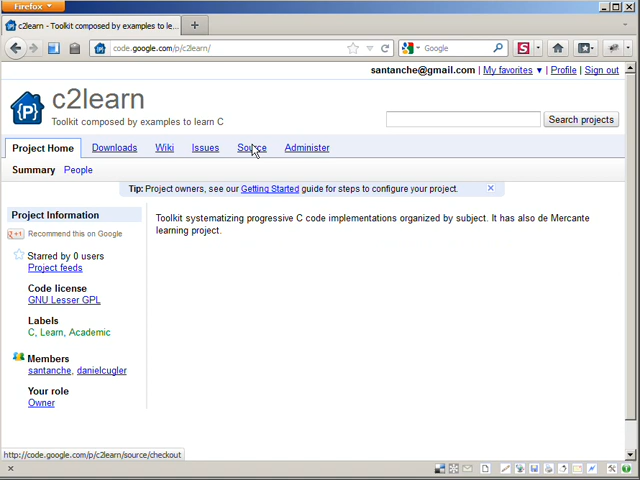 Firefox
c2learn - Toolkit composed by examples to le...
code.google.com/p/c2learn/
Google
santanche@gmail.com | My favorites ▼ | Profile | Sign out
{P}
c2learn
Toolkit composed by examples to learn C
Search projects
Project Home Downloads Wiki Issues Source Administer
Summary People
Tip: Project owners, see our Getting Started guide for steps to configure your project.
Project Information
+1 Recommend this on Google
Starred by 0 users
Project feeds
Code license
GNU Lesser GPL
Labels
C, Learn, Academic
Members
santanche, danielcugler
Your role
Owner
Toolkit systematizing progressive C code implementations organized by subject. It has also de Mercante
learning project.
http://code.google.com/p/c2learn/source/checkout